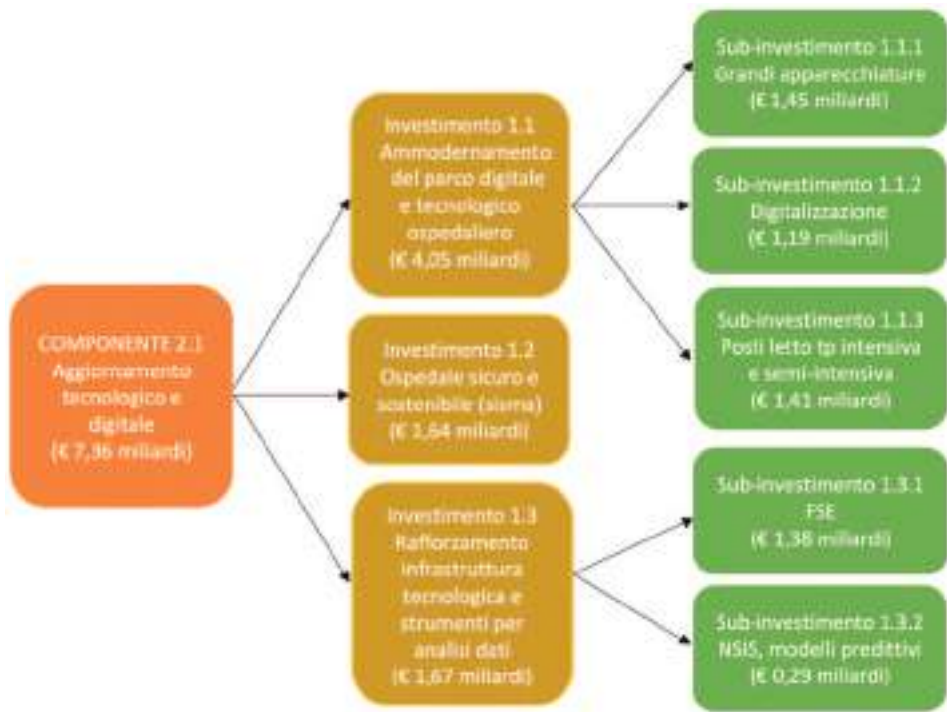 COMPONENTE 2.1
Aggiornamento
tecnologico e
digitale
(€ 7,36 miliardi)
Investimento 1.1
Ammodernamento
del parco digitale
e tecnologico
ospedaliero
(€ 4,05 miliardi)
Investimento 1.2
Ospedale sicuro e
sostenibile (sisma)
(€ 1,64 miliardi)
Investimento 1.3
Rafforzamento
infrastruttura
tecnologica e
strumenti per
analisi dati
(€ 1,67 miliardi)
Sub-investimento 1.1.1
Grandi apparecchiature
(€ 1,45 miliardi)
Sub-investimento 1.1.2
Digitalizzazione
(€ 1,19 miliardi)
Sub-investimento 1.1.3
Posti letto tp intensiva
e semi-intensiva
(€ 1,41 miliardi)
Sub-investimento 1.3.1
FSE
(€ 1,38 miliardi)
Sub-investimento 1.3.2
NSIS, modelli predittivi
(€ 0,29 miliardi)